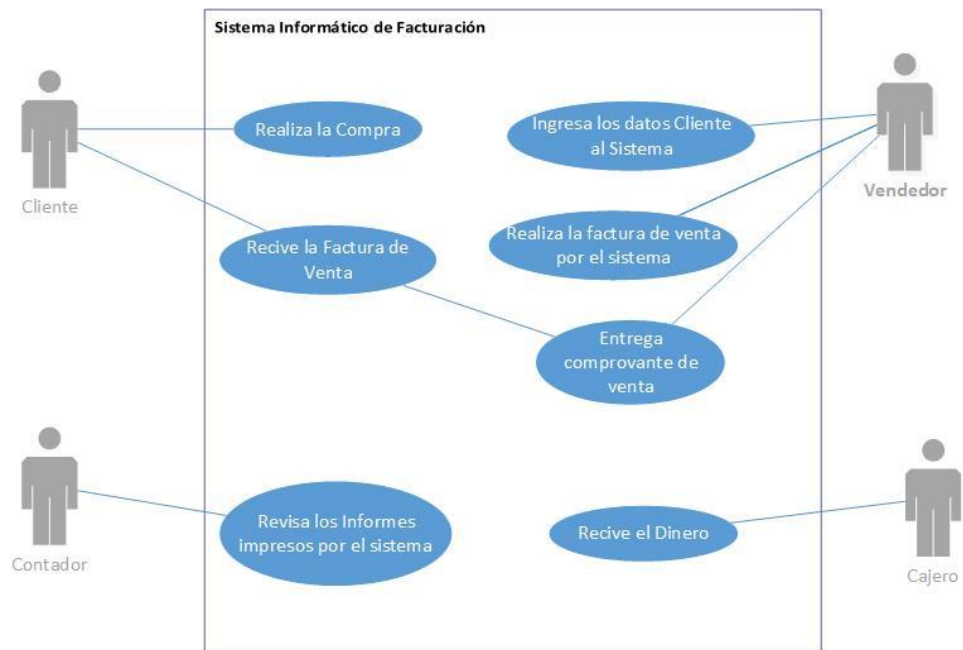 Sistema Informático de Facturación
Realiza la Compra
Ingresa los datos Cliente
al Sistema
Cliente
Vendedor
Recive la Factura de
Venta
Realiza la factura de venta
por el sistema
Entrega
comprovante de
venta
Revisa los Informes
impresos por el sistema
Recive el Dinero
Contador
Cajero